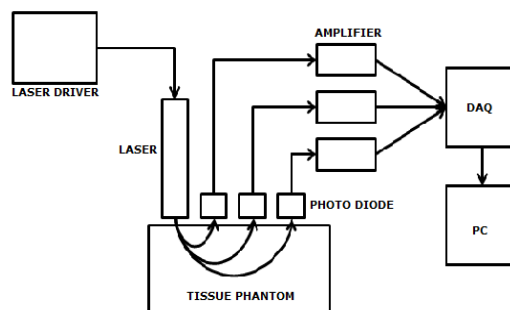 AMPLIFIER
LASER DRIVER
DAQ
LASER
PHOTO DIODE
PC
TISSUE PHANTOM